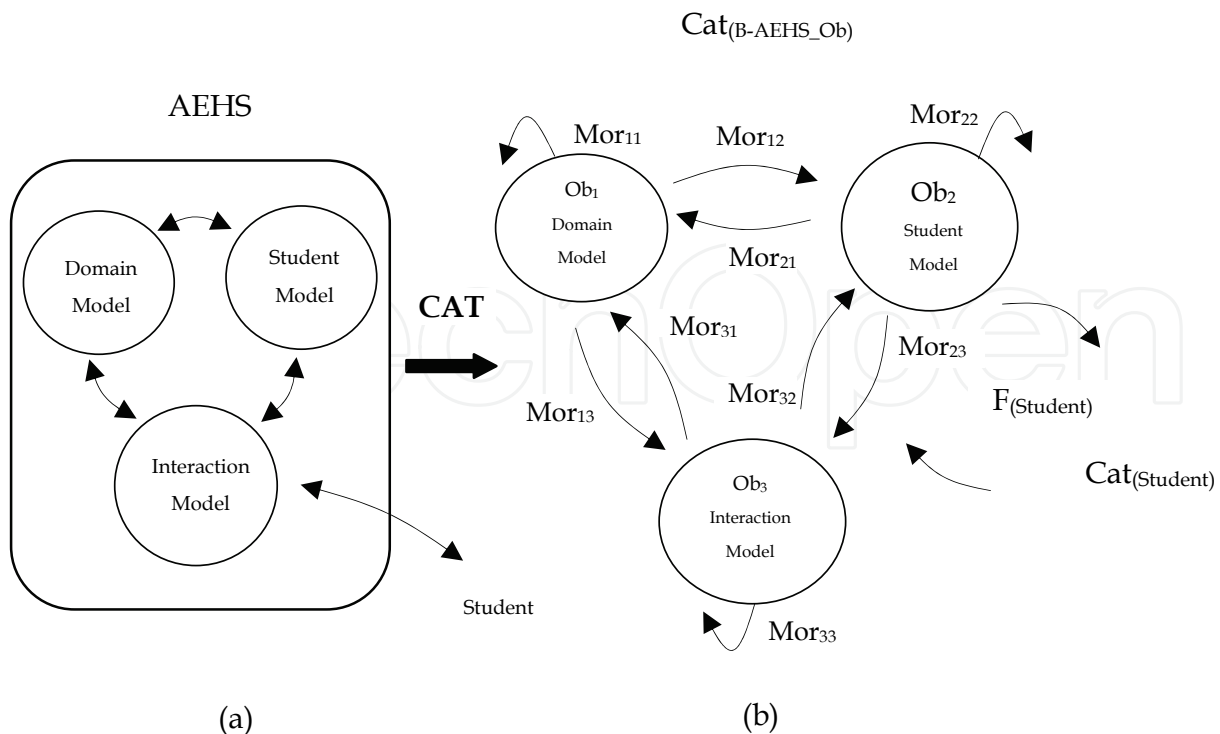 Cat(B-AEHS_Ob)
AEHS
Domain
Model
Student
Model
Interaction
Model
Student
CAT
Mor11
Mor12
Mor22
Ob1
Domain
Model
Ob2
Student
Model
Mor21
Mor31
Mor23
Mor13
Mor32
F(Student)
Cat(Student)
Ob3
Interaction
Model
Mor33
(a)
(b)